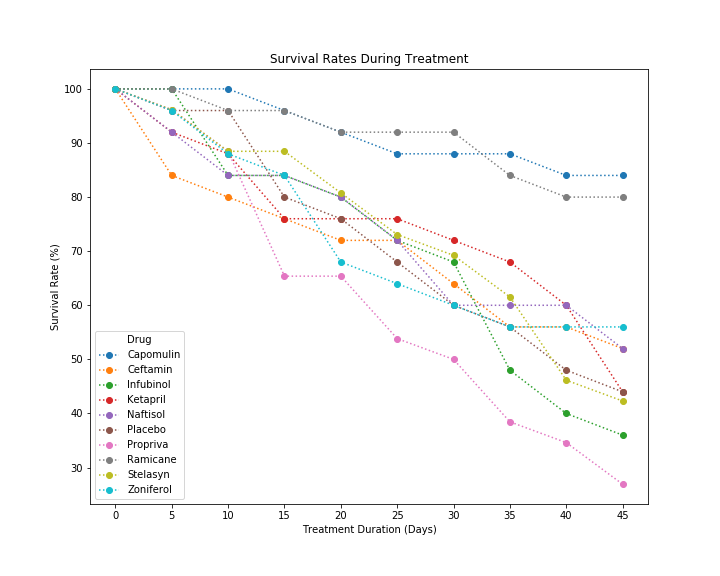 Survival Rates During Treatment
Survival Rate (%)
100
90
80
70
60
50
40
30
Drug
Capomulin
Ceftamin
Infubinol
Ketapril
Naftisol
Placebo
Propriva
Ramicane
Stelasyn
Zoniferol
0 5 10 15 20 25 30 35 40 45
Treatment Duration (Days)